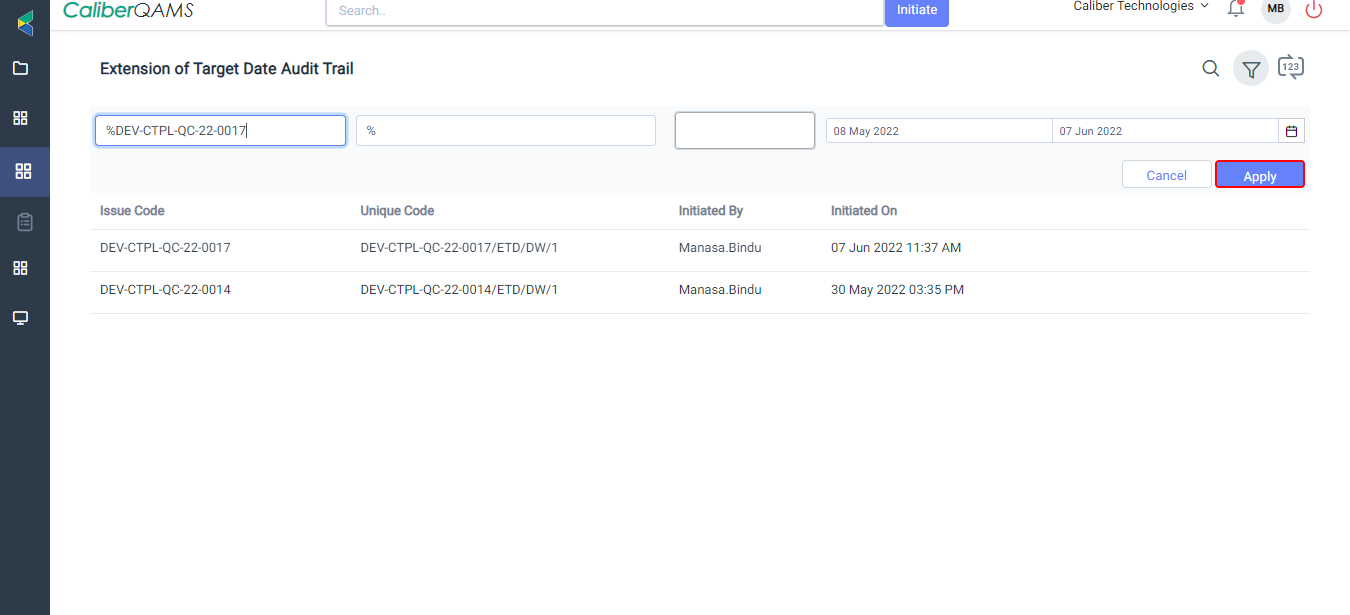 CaliberQAMS
Search..
Initiate
Caliber Technologies
MB
Extension of Target Date Audit Trail
123
%DEV-CTPL-QC-22-0017
%
08 May 2022
07 Jun 2022
Cancel
Apply
Issue Code Unique Code Initiated By Initiated On
DEV-CTPL-QC-22-0017 DEV-CTPL-QC-22-0017/ETD/DW/1 Manasa.Bindu 07 Jun 2022 11:37 AM
DEV-CTPL-QC-22-0014 DEV-CTPL-QC-22-0014/ETD/DW/1 Manasa.Bindu 30 May 2022 03:35 PM